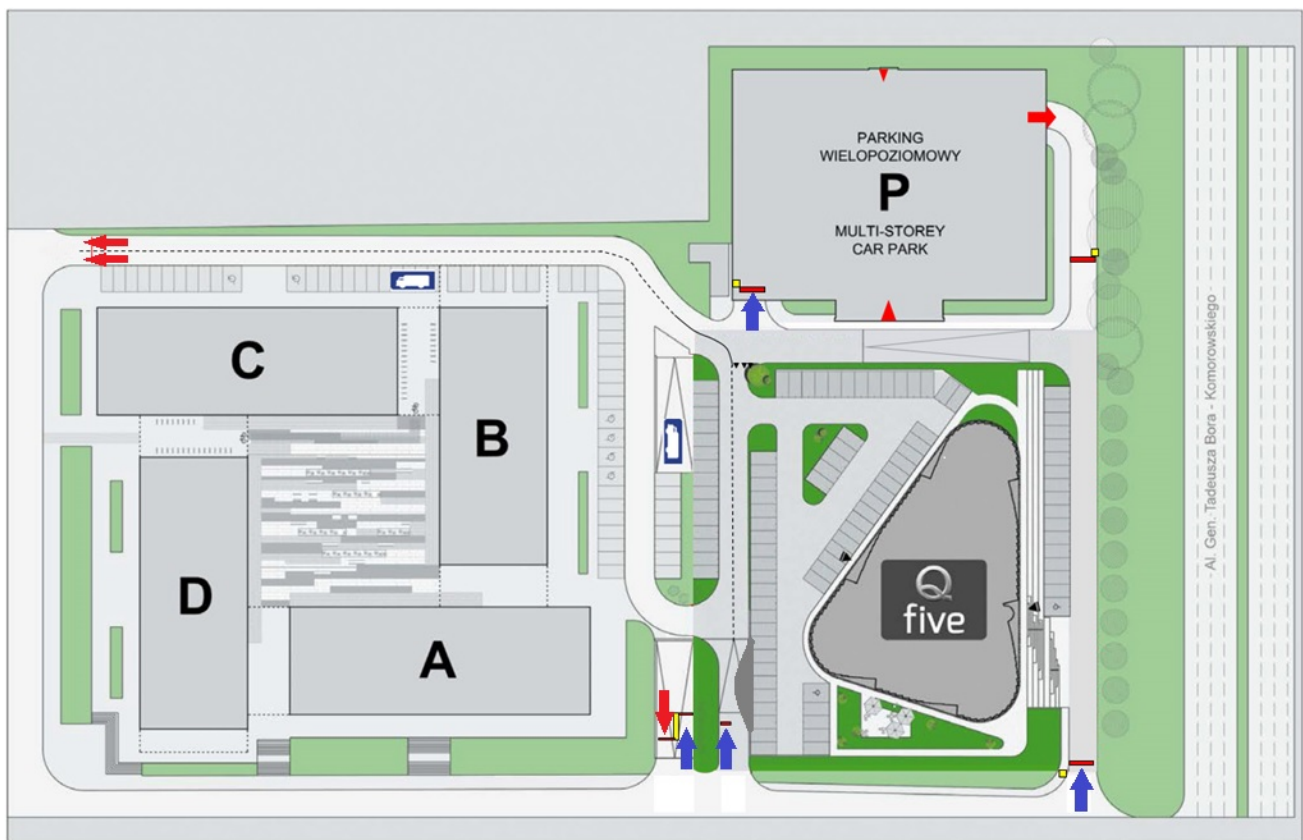 PARKING
WIELOPOZIOMOWY
P
MULTI-STOREY
CAR PARK
C
B
D
A
Q
five
Al. Gen. Tadeusza Bora - Komorowskiego